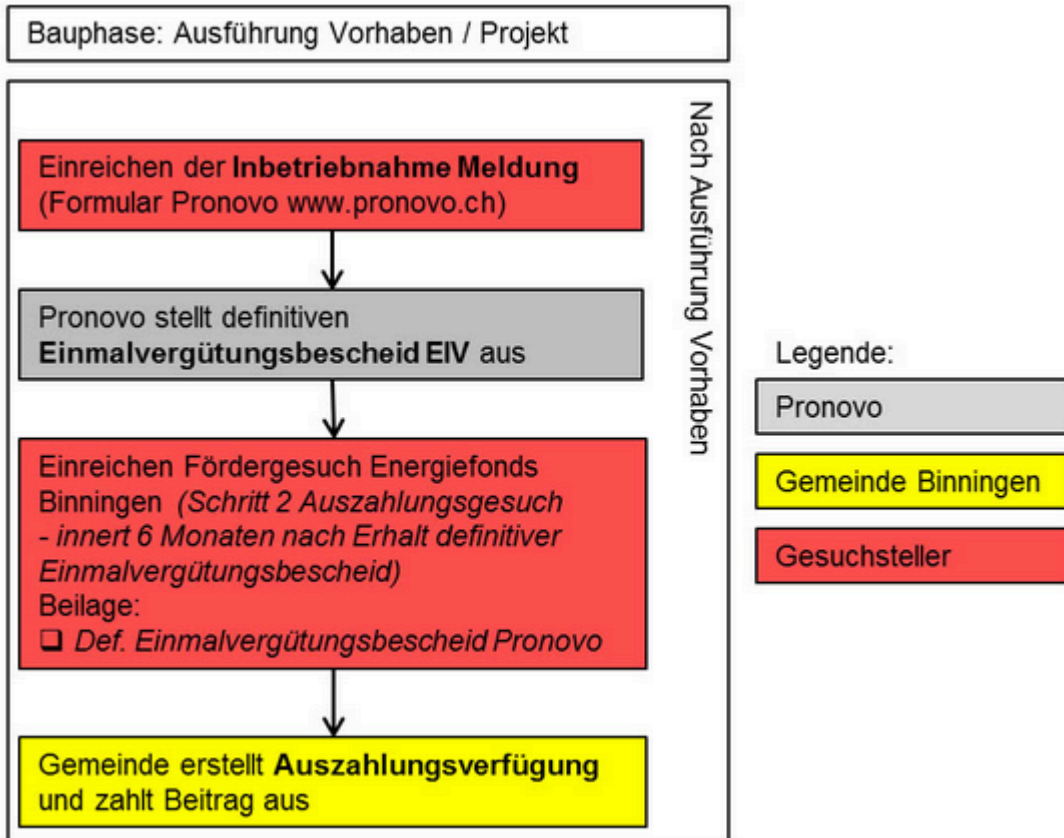 Bauphase: Ausführung Vorhaben / Projekt
Nach Ausführung Vorhaben
Einreichen der Inbetriebnahme Meldung
(Formular Pronovo www.pronovo.ch)
Pronovo stellt definitiven
Einmalvergütungsbescheid EIV aus
Einreichen Fördergesuch Energiefonds
Binningen (Schritt 2 Auszahlungsgesuch
- innert 6 Monaten nach Erhalt definitiver
Einmalvergütungsbescheid)
Beilage:
❑ Def. Einmalvergütungsbescheid Pronovo
Gemeinde erstellt Auszahlungsverfügung
und zahlt Beitrag aus
Legende:
Pronovo
Gemeinde Binningen
Gesuchsteller